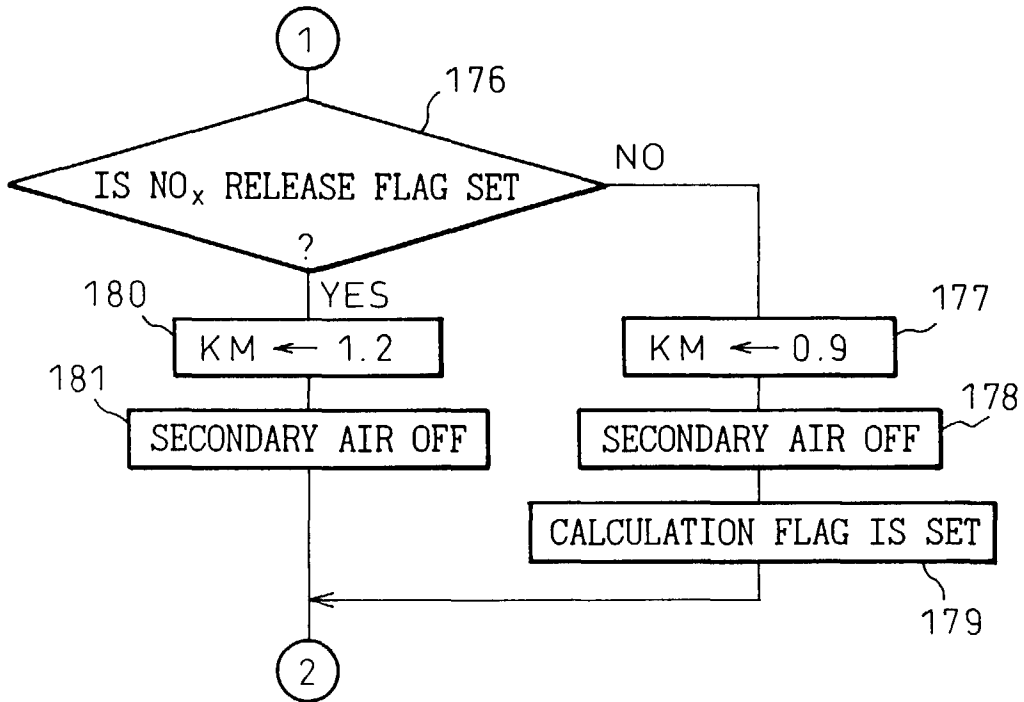 1
176
IS NOₓ RELEASE FLAG SET
?
NO
YES
180
KM ← 1.2
177
KM ← 0.9
181
SECONDARY AIR OFF
178
SECONDARY AIR OFF
CALCULATION FLAG IS SET
179
2